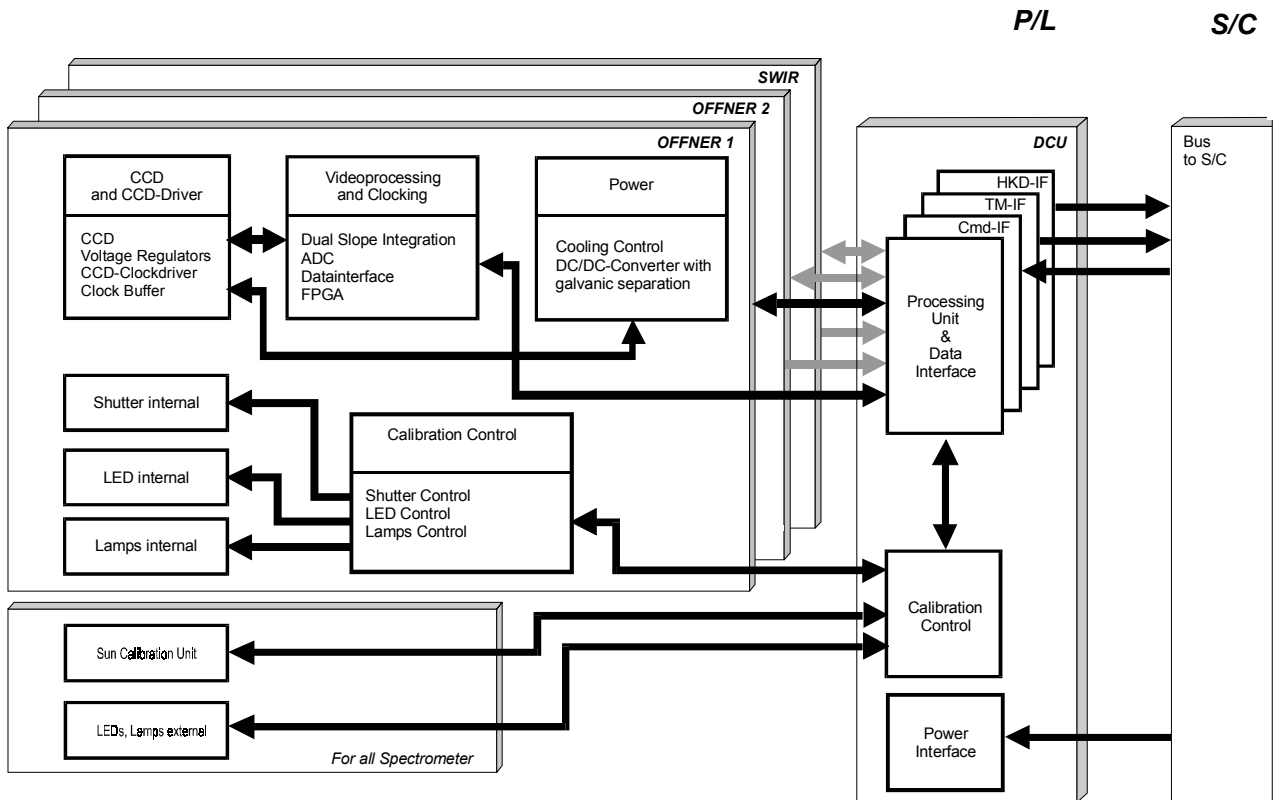 P/L
S/C
SWIR
OFFNER 2
OFFNER 1
CCD
and CCD-Driver
CCD
Voltage Regulators
CCD-Clockdriver
Clock Buffer
Videoprocessing
and Clocking
Dual Slope Integration
ADC
Datainterface
FPGA
Power
Cooling Control
DC/DC-Converter with
galvanic separation
Shutter internal
LED internal
Lamps internal
Calibration Control
Shutter Control
LED Control
Lamps Control
Sun Calibration Unit
LEDs, Lamps external
For all Spectrometer
DCU
HKD-IF
TM-IF
Cmd-IF
Processing
Unit
&
Data
Interface
Calibration
Control
Power
Interface
Bus
to S/C